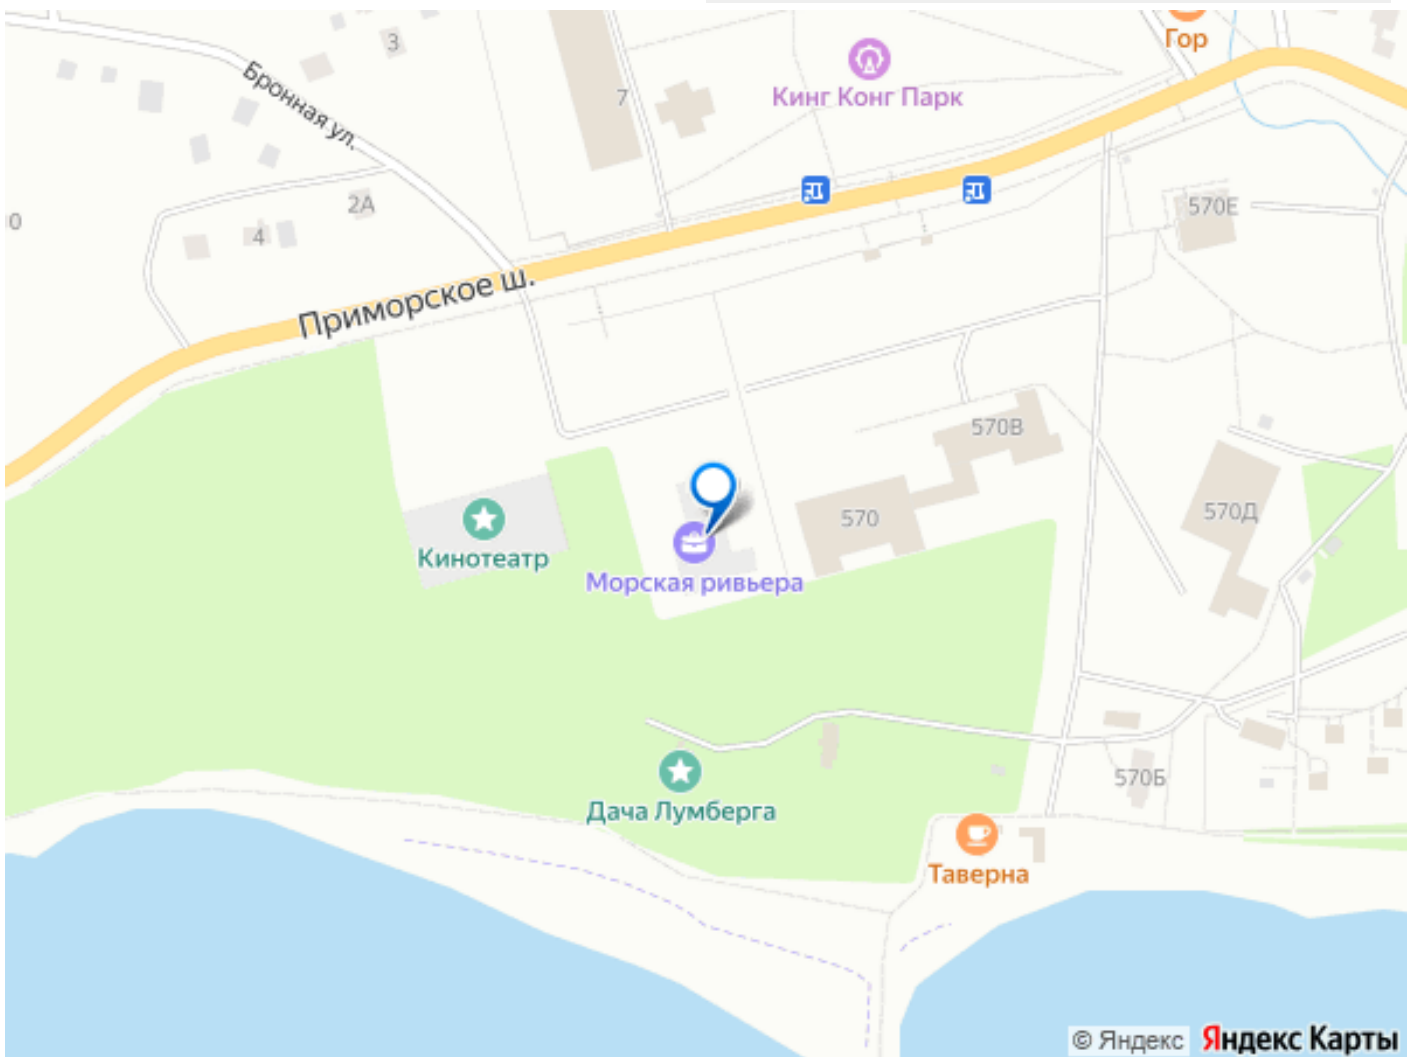 Гор
3
Кинг Конг Парк
Бронная ул.
7
2А
570Е
0
4
Приморское ш.
570В
570
570Д
Кинотеатр
Морская ривьера
570Б
Дача Лумберга
Таверна
© Яндекс
Яндекс Карты